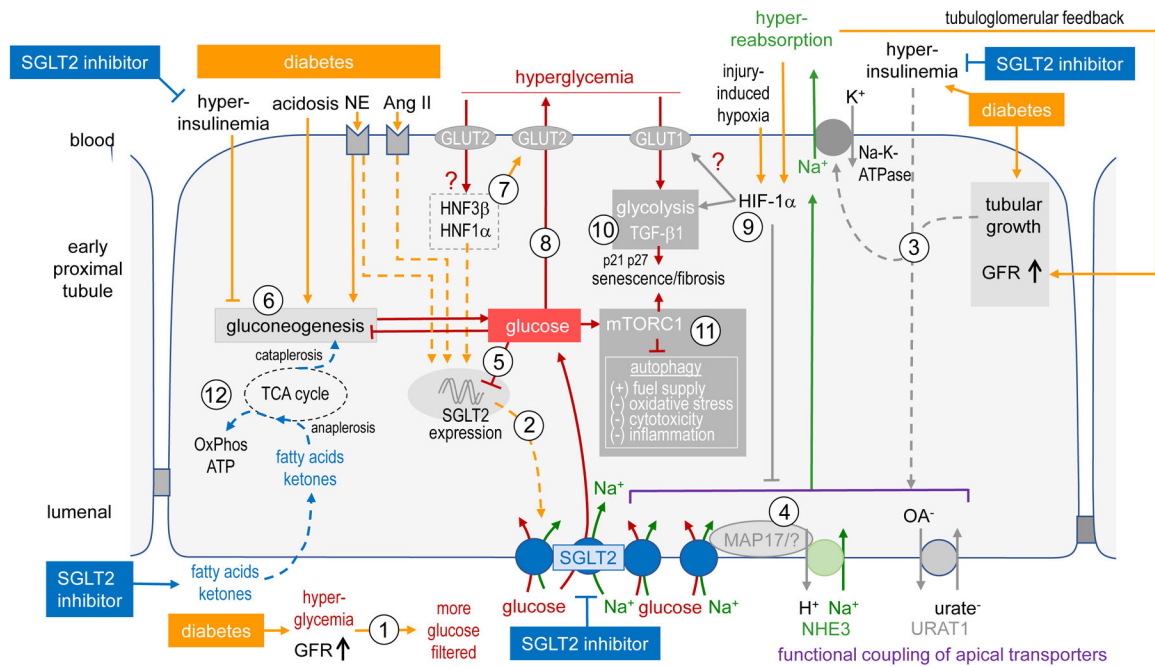 hyper-
reabsorption
tubuloglomerular feedback
SGLT2 inhibitor
diabetes
hyperglycemia
injury-
induced
hypoxia
hyper-
insulinemia
SGLT2 inhibitor
hyper-
insulinemia
acidosis
NE
Ang II
K+
diabetes
blood
GLUT2
GLUT2
GLUT1
?
Na+
Na-K-
ATPase
?
7
HNF3β
HNF1α
glycolysis
TGF-β1
10
HIF-1α
9
tubular
growth
GFR
3
early
proximal
tubule
8
p21 p27
senescence/fibrosis
6
gluconeogenesis
glucose
mTORC1
11
cataplerosis
5
autophagy
(+) fuel supply
(-) oxidative stress
(-) cytotoxicity
(-) inflammation
12
TCA cycle
SGLT2
expression
2
anaplerosis
OxPhos
ATP
fatty acids
ketones
lumenal
Na+
4
OA-
MAP17/?
SGLT2
SGLT2
inhibitor
fatty acids
ketones
glucose
Na+
glucose
Na+
H+
Na+
NHE3
urate-
URAT1
diabetes
hyper-
glycemia
GFR
1
more
glucose
filtered
SGLT2 inhibitor
functional coupling of apical transporters